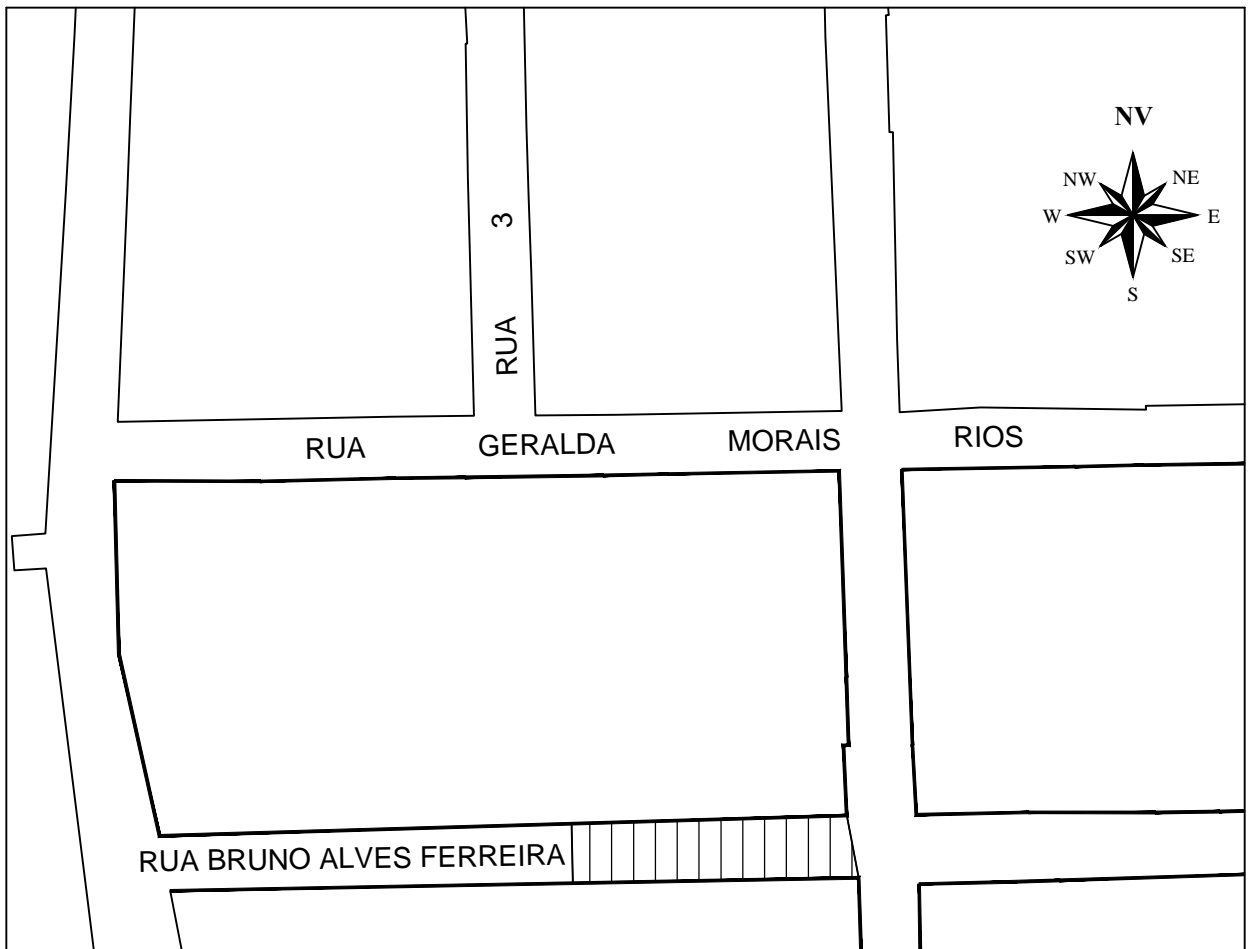 NV
NW
NE
W
E
SW
SE
S
RUA 3
RUA GERALDA MORAIS RIOS
RUA BRUNO ALVES FERREIRA